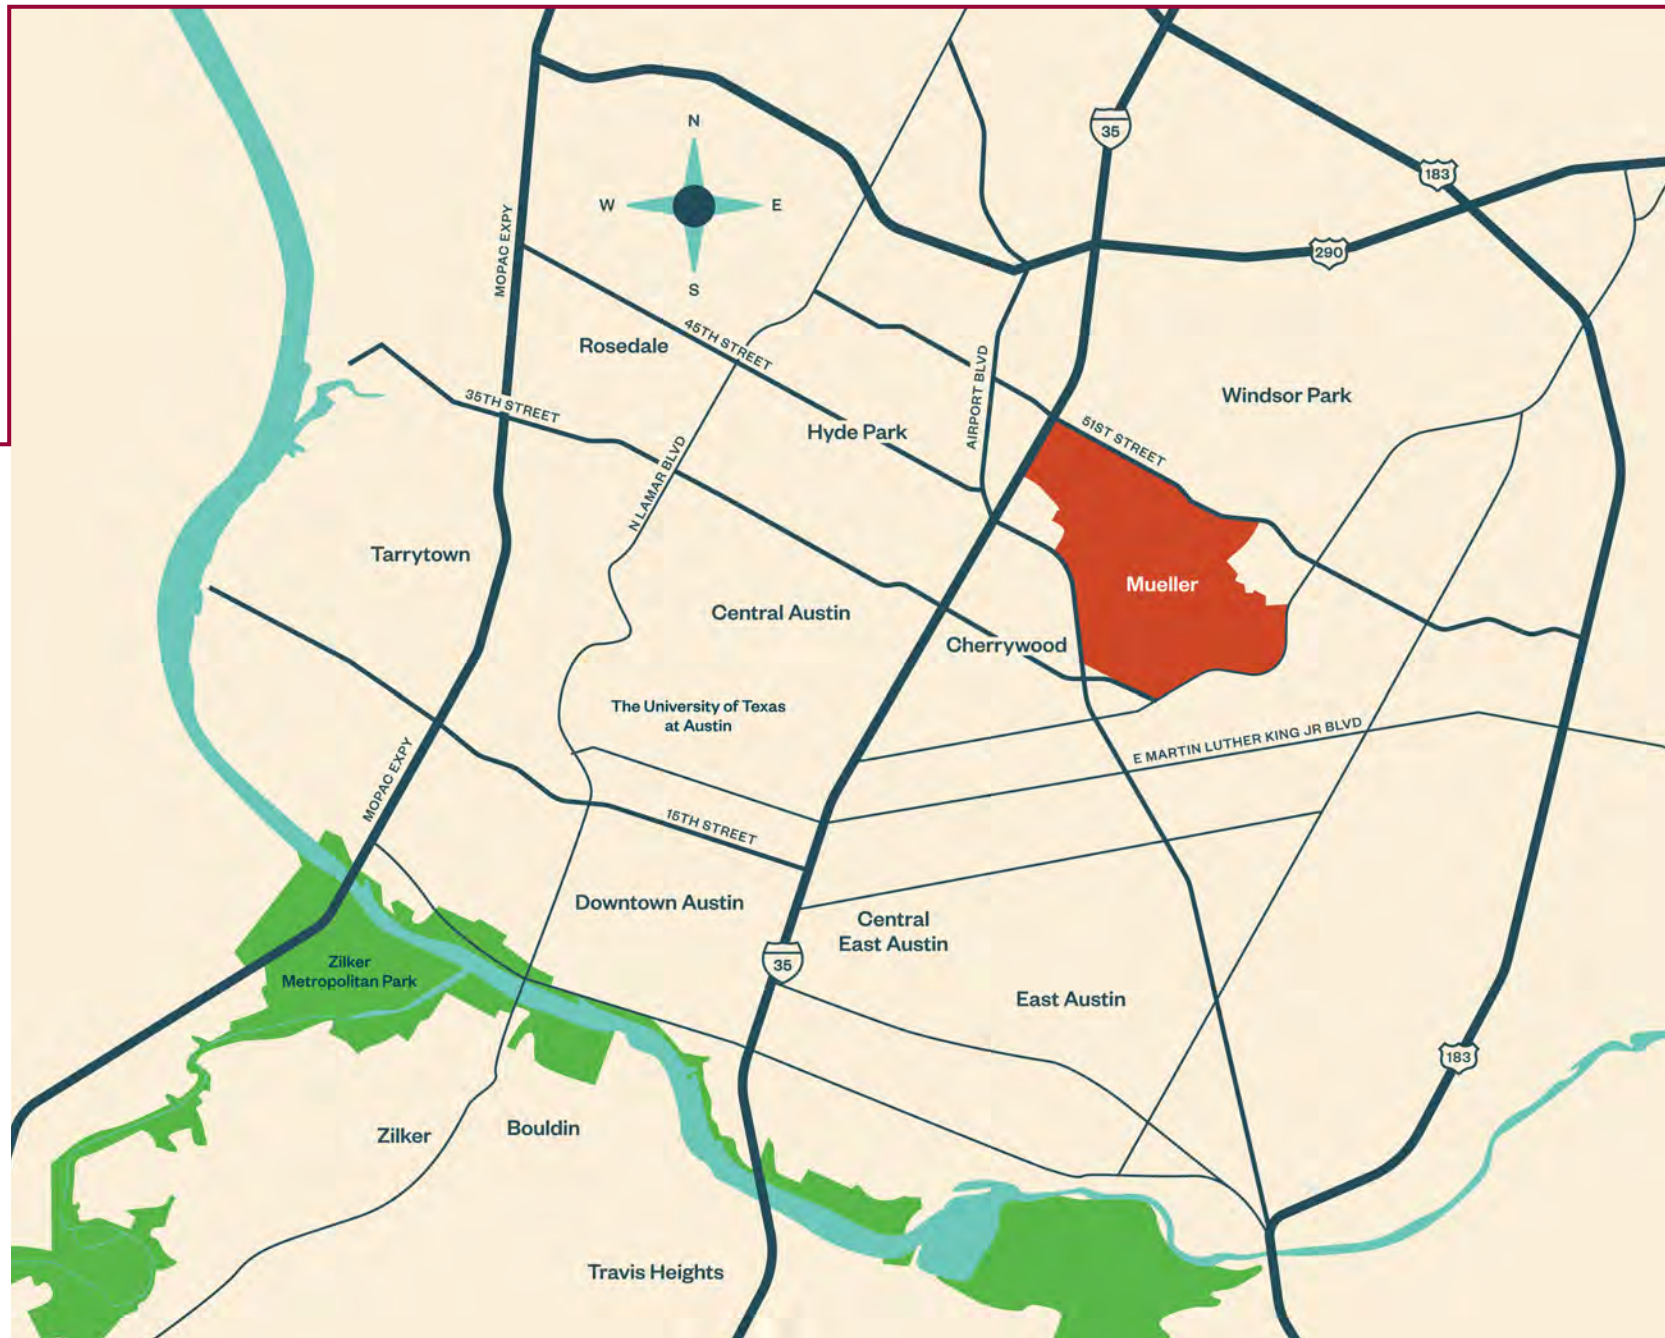 N
35
183
W
E
MOPAC EXPY
290
S
45TH STREET
Rosedale
AIRPORT BLVD
35TH STREET
Windsor Park
Hyde Park
51ST STREET
N LAMAR BLVD
Tarrytown
Mueller
Central Austin
Cherrywood
The University of Texas
at Austin
E MARTIN LUTHER KING JR BLVD
MOPAC EXPY
15TH STREET
Downtown Austin
Central
East Austin
35
Zilker
Metropolitan Park
East Austin
183
Zilker
Bouldin
Travis Heights